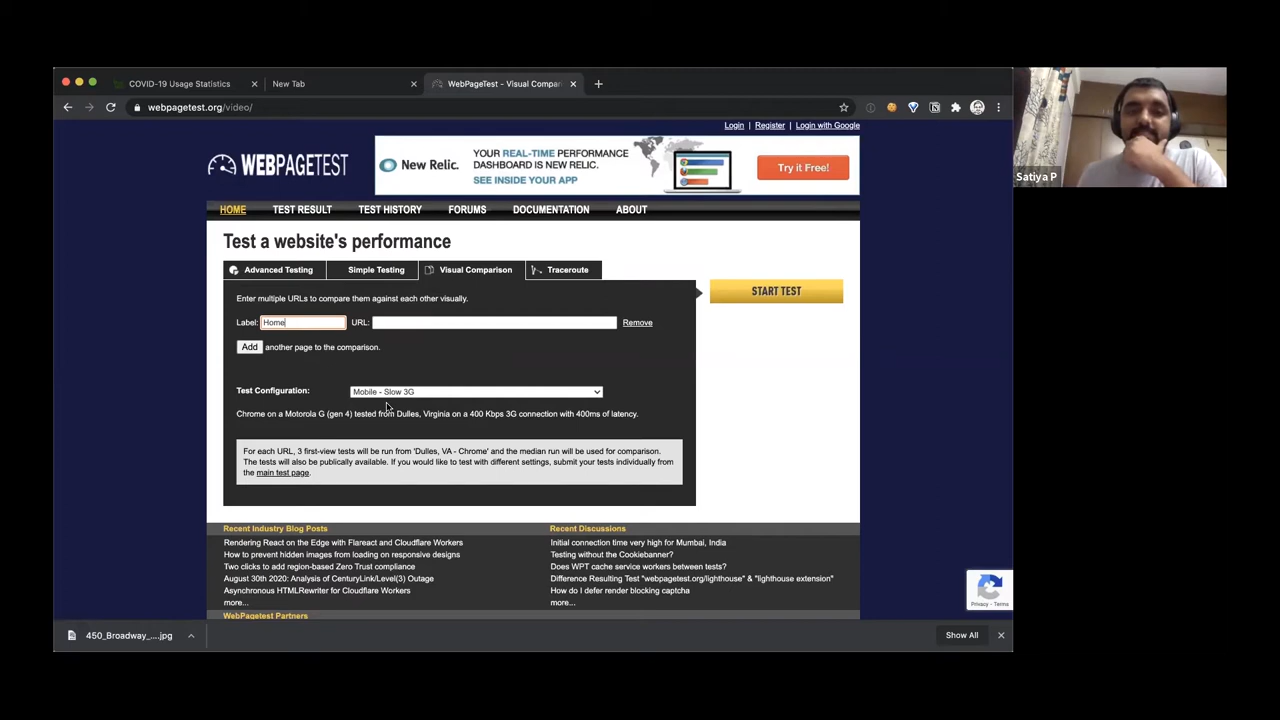 COVID-19 Usage Statistics
New Tab
WebPageTest - Visual Compari
webpagetest.org/video/
Login | Register | Login with Google
WEBPAGETEST
New Relic.
YOUR REAL-TIME PERFORMANCE
DASHBOARD IS NEW RELIC.
SEE INSIDE YOUR APP
Try it Free!
HOME TEST RESULT TEST HISTORY FORUMS DOCUMENTATION ABOUT
Test a website's performance
Advanced Testing Simple Testing Visual Comparison Traceroute
START TEST
Enter multiple URLs to compare them against each other visually.
Label: Home URL: Remove
Add another page to the comparison.
Test Configuration: Mobile - Slow 3G
Chrome on a Motorola G (gen 4) tested from Dulles, Virginia on a 400 Kbps 3G connection with 400ms of latency.
For each URL, 3 first-view tests will be run from 'Dulles, VA - Chrome' and the median run will be used for comparison.
The tests will also be publically available. If you would like to test with different settings, submit your tests individually from
the main test page.
Recent Industry Blog Posts
Rendering React on the Edge with Flareact and Cloudflare Workers
How to prevent hidden images from loading on responsive designs
Two clicks to add region-based Zero Trust compliance
August 30th 2020: Analysis of CenturyLink/Level(3) Outage
Asynchronous HTMLRewriter for Cloudflare Workers
more...
Recent Discussions
Initial connection time very high for Mumbai, India
Testing without the Cookiebanner?
Does WPT cache service workers between tests?
Difference Resulting Test "webpagetest.org/lighthouse" & "lighthouse extension"
How do I defer render blocking captcha
more...
WebPagetest Partners
Privacy - Terms
450_Broadway_....jpg
Show All
Satiya P